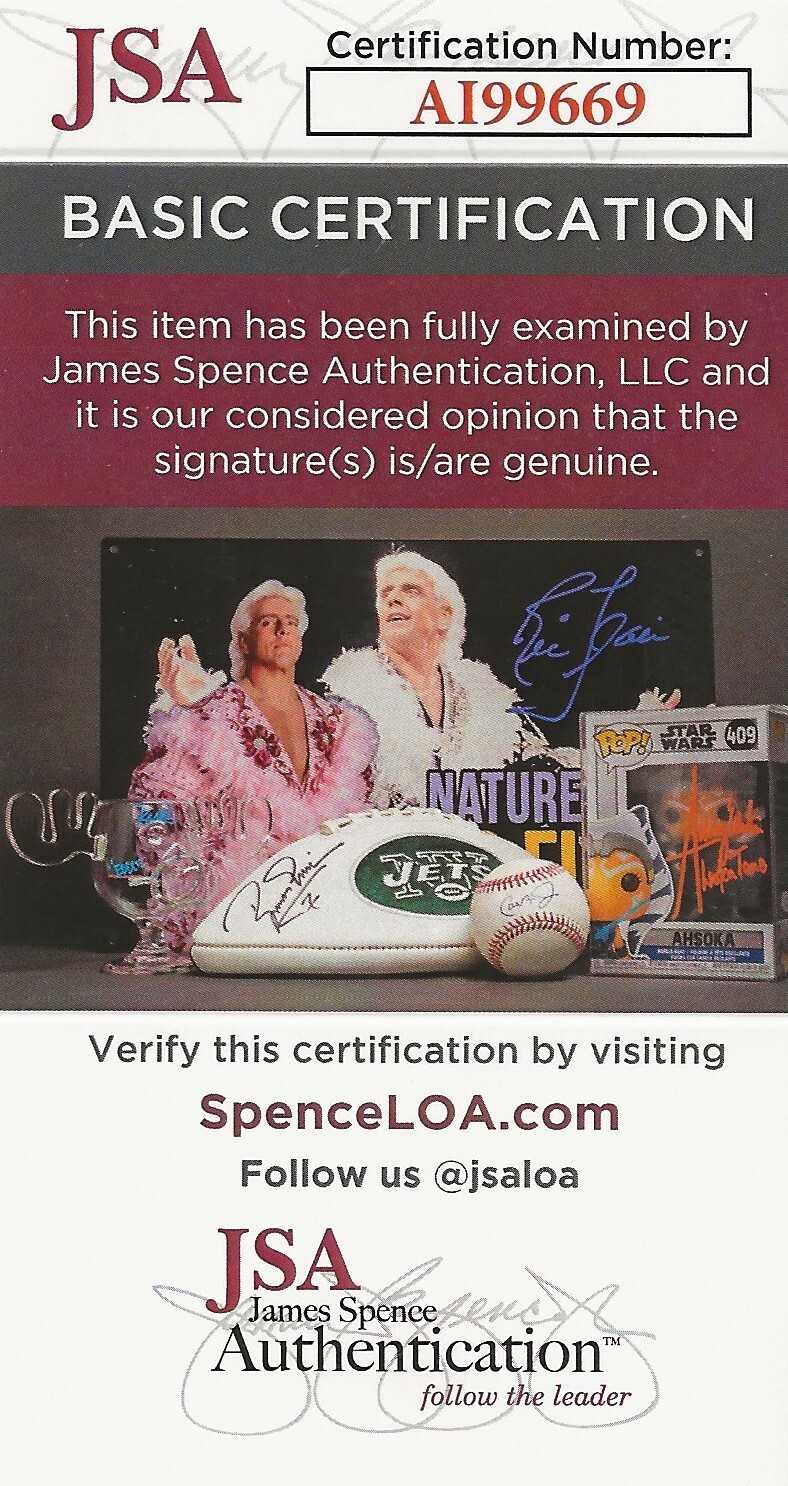 JSA
Certification Number:
AI99669
BASIC CERTIFICATION
This item has been fully examined by
James Spence Authentication, LLC and
it is our considered opinion that the
signature(s) is/are genuine.
Ric Flair
NATURE
JETS
POP!
STAR
WARS
409
AHSOKA
Verify this certification by visiting
SpenceLOA.com
Follow us @jsaloa
JSA
James Spence
Authentication™
follow the leader